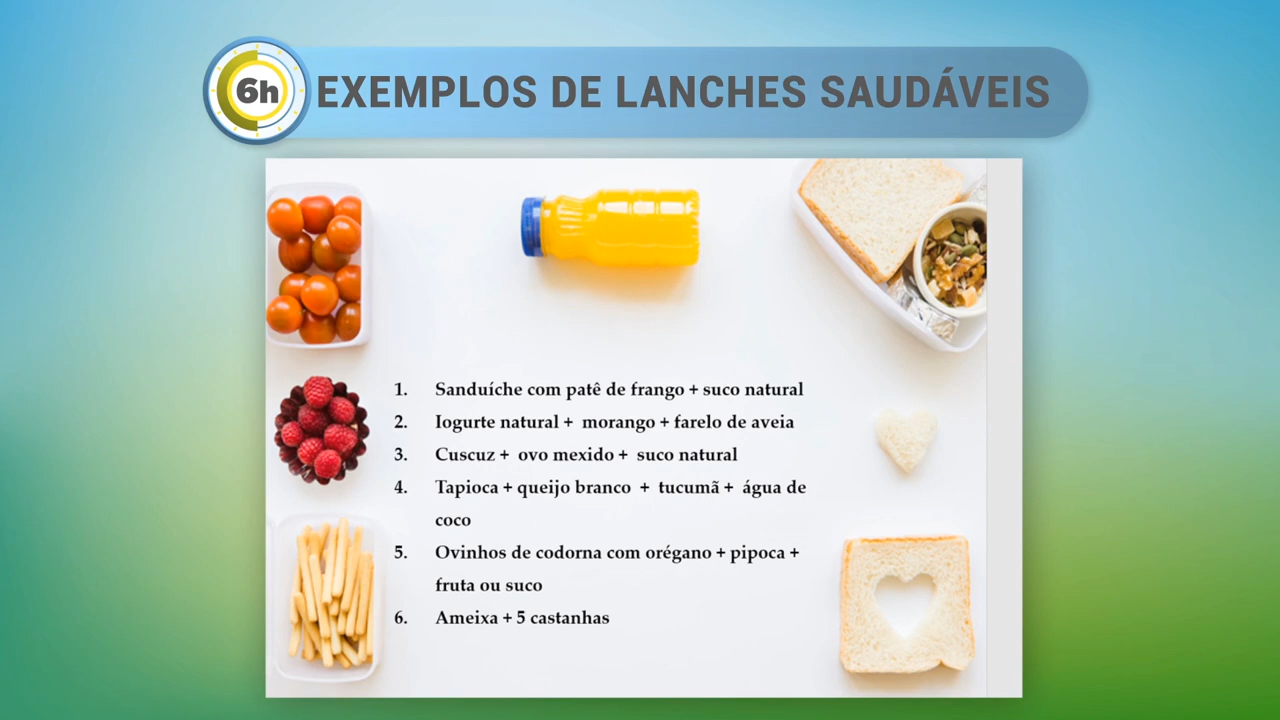 6h
EXEMPLOS DE LANCHES SAUDÁVEIS
1. Sanduíche com patê de frango + suco natural
2. Iogurte natural + morango + farelo de aveia
3. Cuscuz + ovo mexido + suco natural
4. Tapioca + queijo branco + tucumã + água de
coco
5. Ovinhos de codorna com orégano + pipoca +
fruta ou suco
6. Ameixa + 5 castanhas